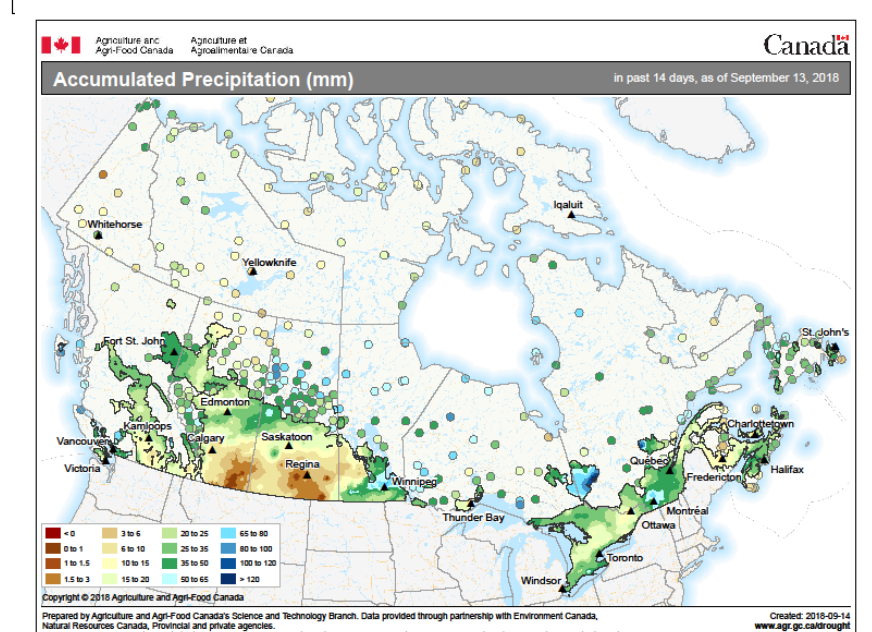 Agriculture and Agriculture et
Agri-Food Canada Agroalimentaire Canada
Canada
Accumulated Precipitation (mm)
in past 14 days, as of September 13, 2018
Iqaluit
Whitehorse
Yellowknife
Fort St. John
St. John's
Edmonton
Kamloops
Charlottetown
Vancouver
Calgary
Saskatoon
Victoria
Regina
Québec
Halifax
Winnipeg
Fredericton
Thunder Bay
Montréal
Ottawa
Toronto
Windsor
< 0 3 to 6 20 to 25 65 to 80
0 to 1 6 to 10 25 to 35 80 to 100
1 to 1.5 10 to 15 35 to 50 100 to 120
1.5 to 3 15 to 20 50 to 65 > 120
Copyright © 2018 Agriculture and Agri-Food Canada
Prepared by Agriculture and Agri-Food Canada's Science and Technology Branch. Data provided through partnership with Environment Canada,
Natural Resources Canada, Provincial and private agencies.
Created: 2018-09-14
www.agr.gc.ca/drought